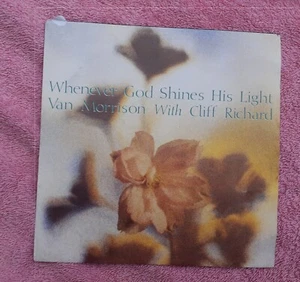 Whenever God Shines His Light
Van Morrison With Cliff Richard